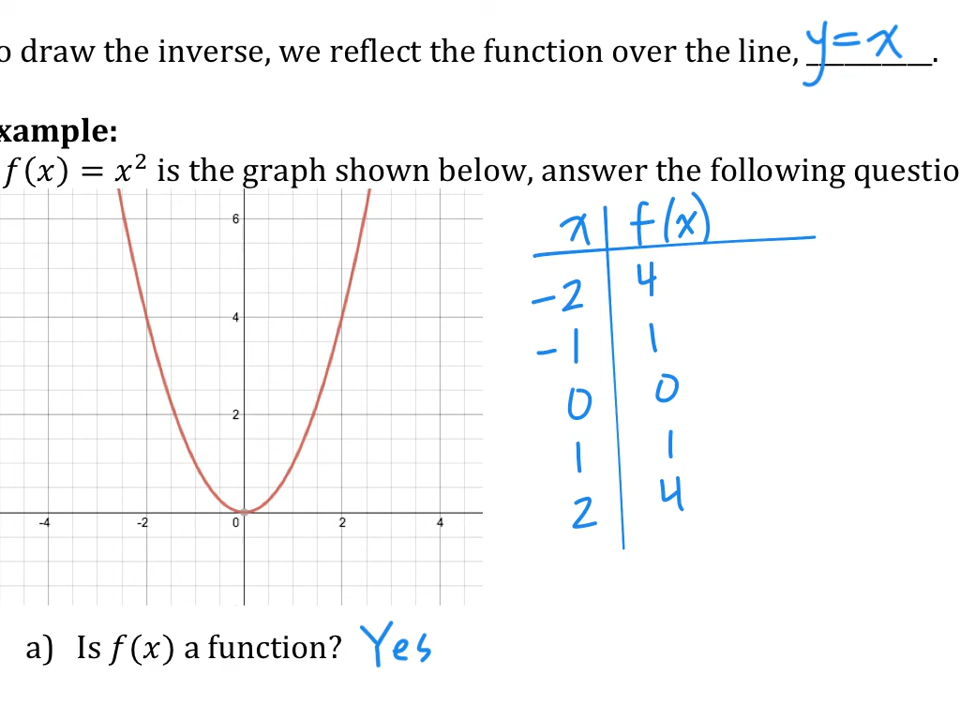 o draw the inverse, we reflect the function over the line, y=x.
xample:
f(x) = x² is the graph shown below, answer the following questio
x f(x)
-2 4
-1 1
0 0
1 1
2 4
6
4
2
-4 -2 0 2 4
a) Is f(x) a function? Yes